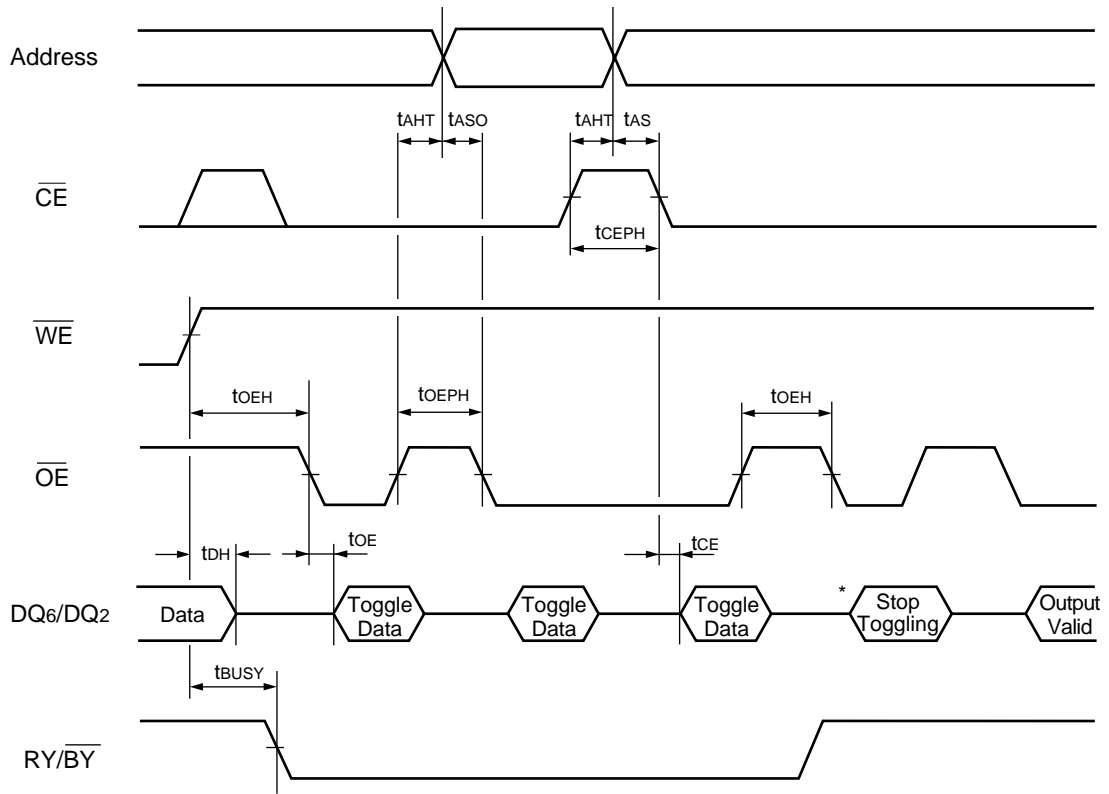 Address
tAHT tASO tAHT tAS
CE
tCEPH
WE
tOEH tOEPH tOEH
OE
tDH tOE tCE
DQ6/DQ2 Data Toggle Data Toggle Data Toggle Data * Stop Toggling Output Valid
tBUSY
RY/BY